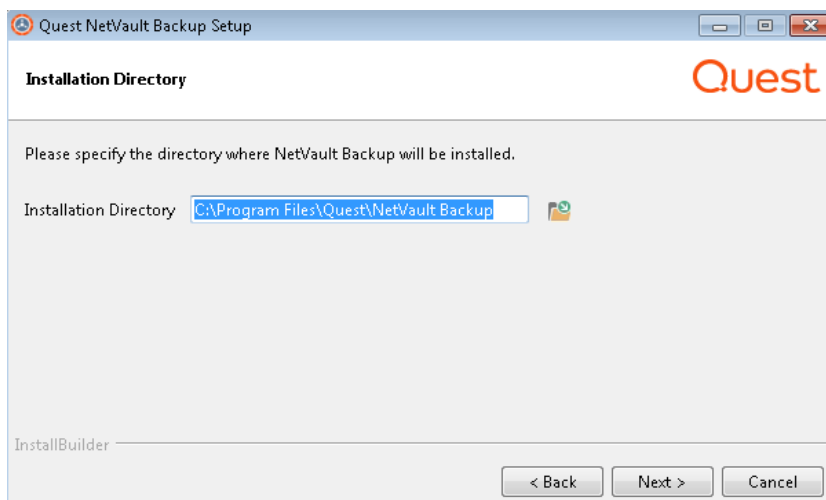 Quest NetVault Backup Setup
Installation Directory
Quest
Please specify the directory where NetVault Backup will be installed.
Installation Directory C:\Program Files\Quest\NetVault Backup
InstallBuilder
< Back Next > Cancel